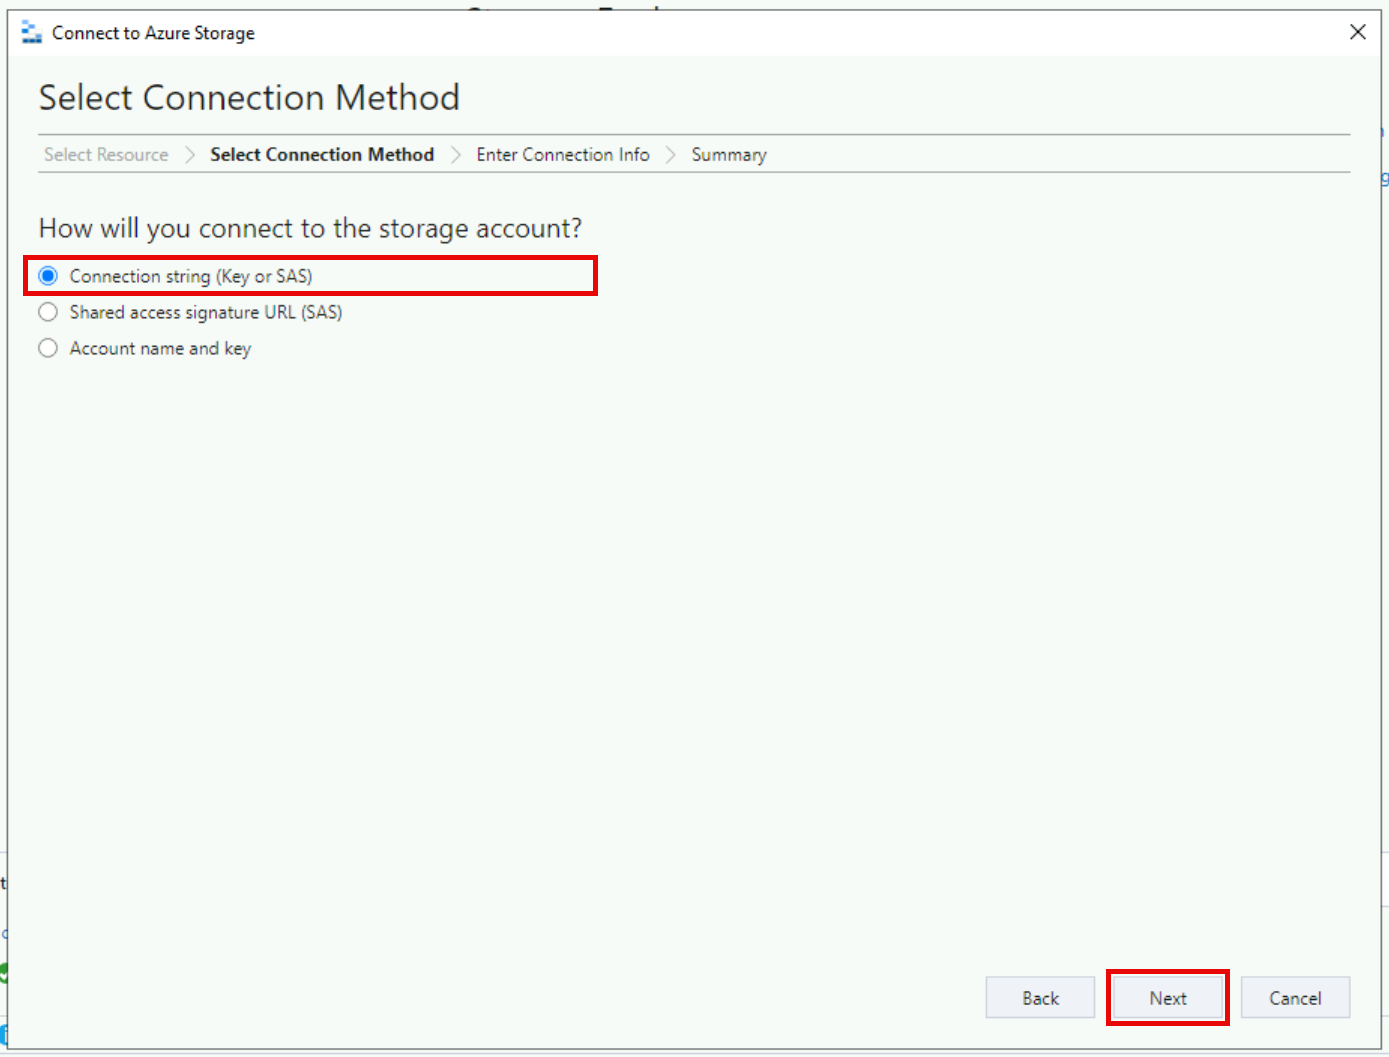 Connect to Azure Storage
Select Connection Method
Select Resource
Select Connection Method
Enter Connection Info
Summary
How will you connect to the storage account?
Connection string (Key or SAS)
Shared access signature URL (SAS)
Account name and key
Back
Next
Cancel